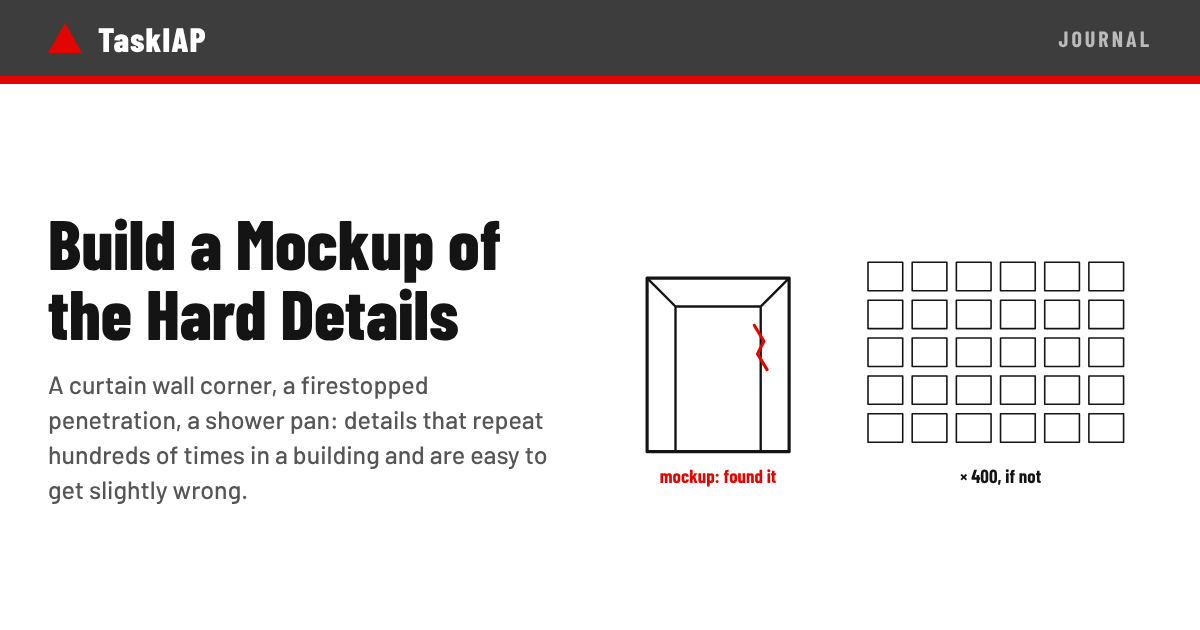 TaskIAP
JOURNAL
Build a Mockup of
the Hard Details
A curtain wall corner, a firestopped
penetration, a shower pan: details that repeat
hundreds of times in a building and are easy to
get slightly wrong.
mockup: found it
× 400, if not